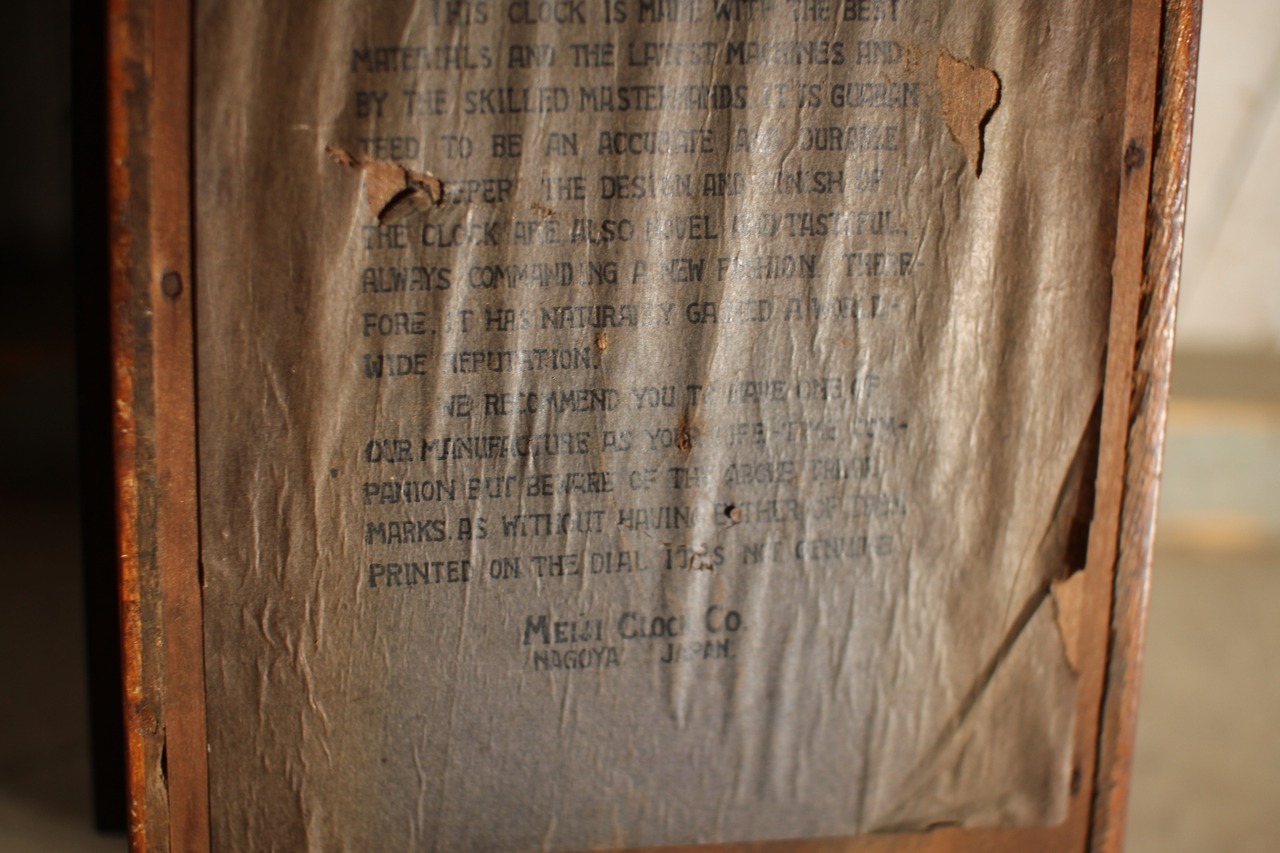 THIS CLOCK IS MADE WITH THE BEST
MATERIALS AND THE LATEST MACHINES AND
BY THE SKILLED MASTERHANDS IT IS GUARAN-
TEED TO BE AN ACCURATE AND DURABLE
THE DESIGN AND FINISH OF
THE CLOCK ARE ALSO NOVEL AND TASTEFUL,
ALWAYS COMMANDING A NEW FASHION. THERE-
FORE, IT HAS NATURALLY GAINED A WORLD-
WIDE REPUTATION.
WE RECOMMEND YOU TO HAVE ONE OF
OUR MANUFACTURE AS YOUR LIFE-TIME COM-
PANION BUT BEWARE OF THE ABOVE TRADE
MARKS. AS WITHOUT HAVING EITHER OF THEM
PRINTED ON THE DIAL IT IS NOT GENUINE
MEIJI CLOCK CO.
NAGOYA JAPAN.